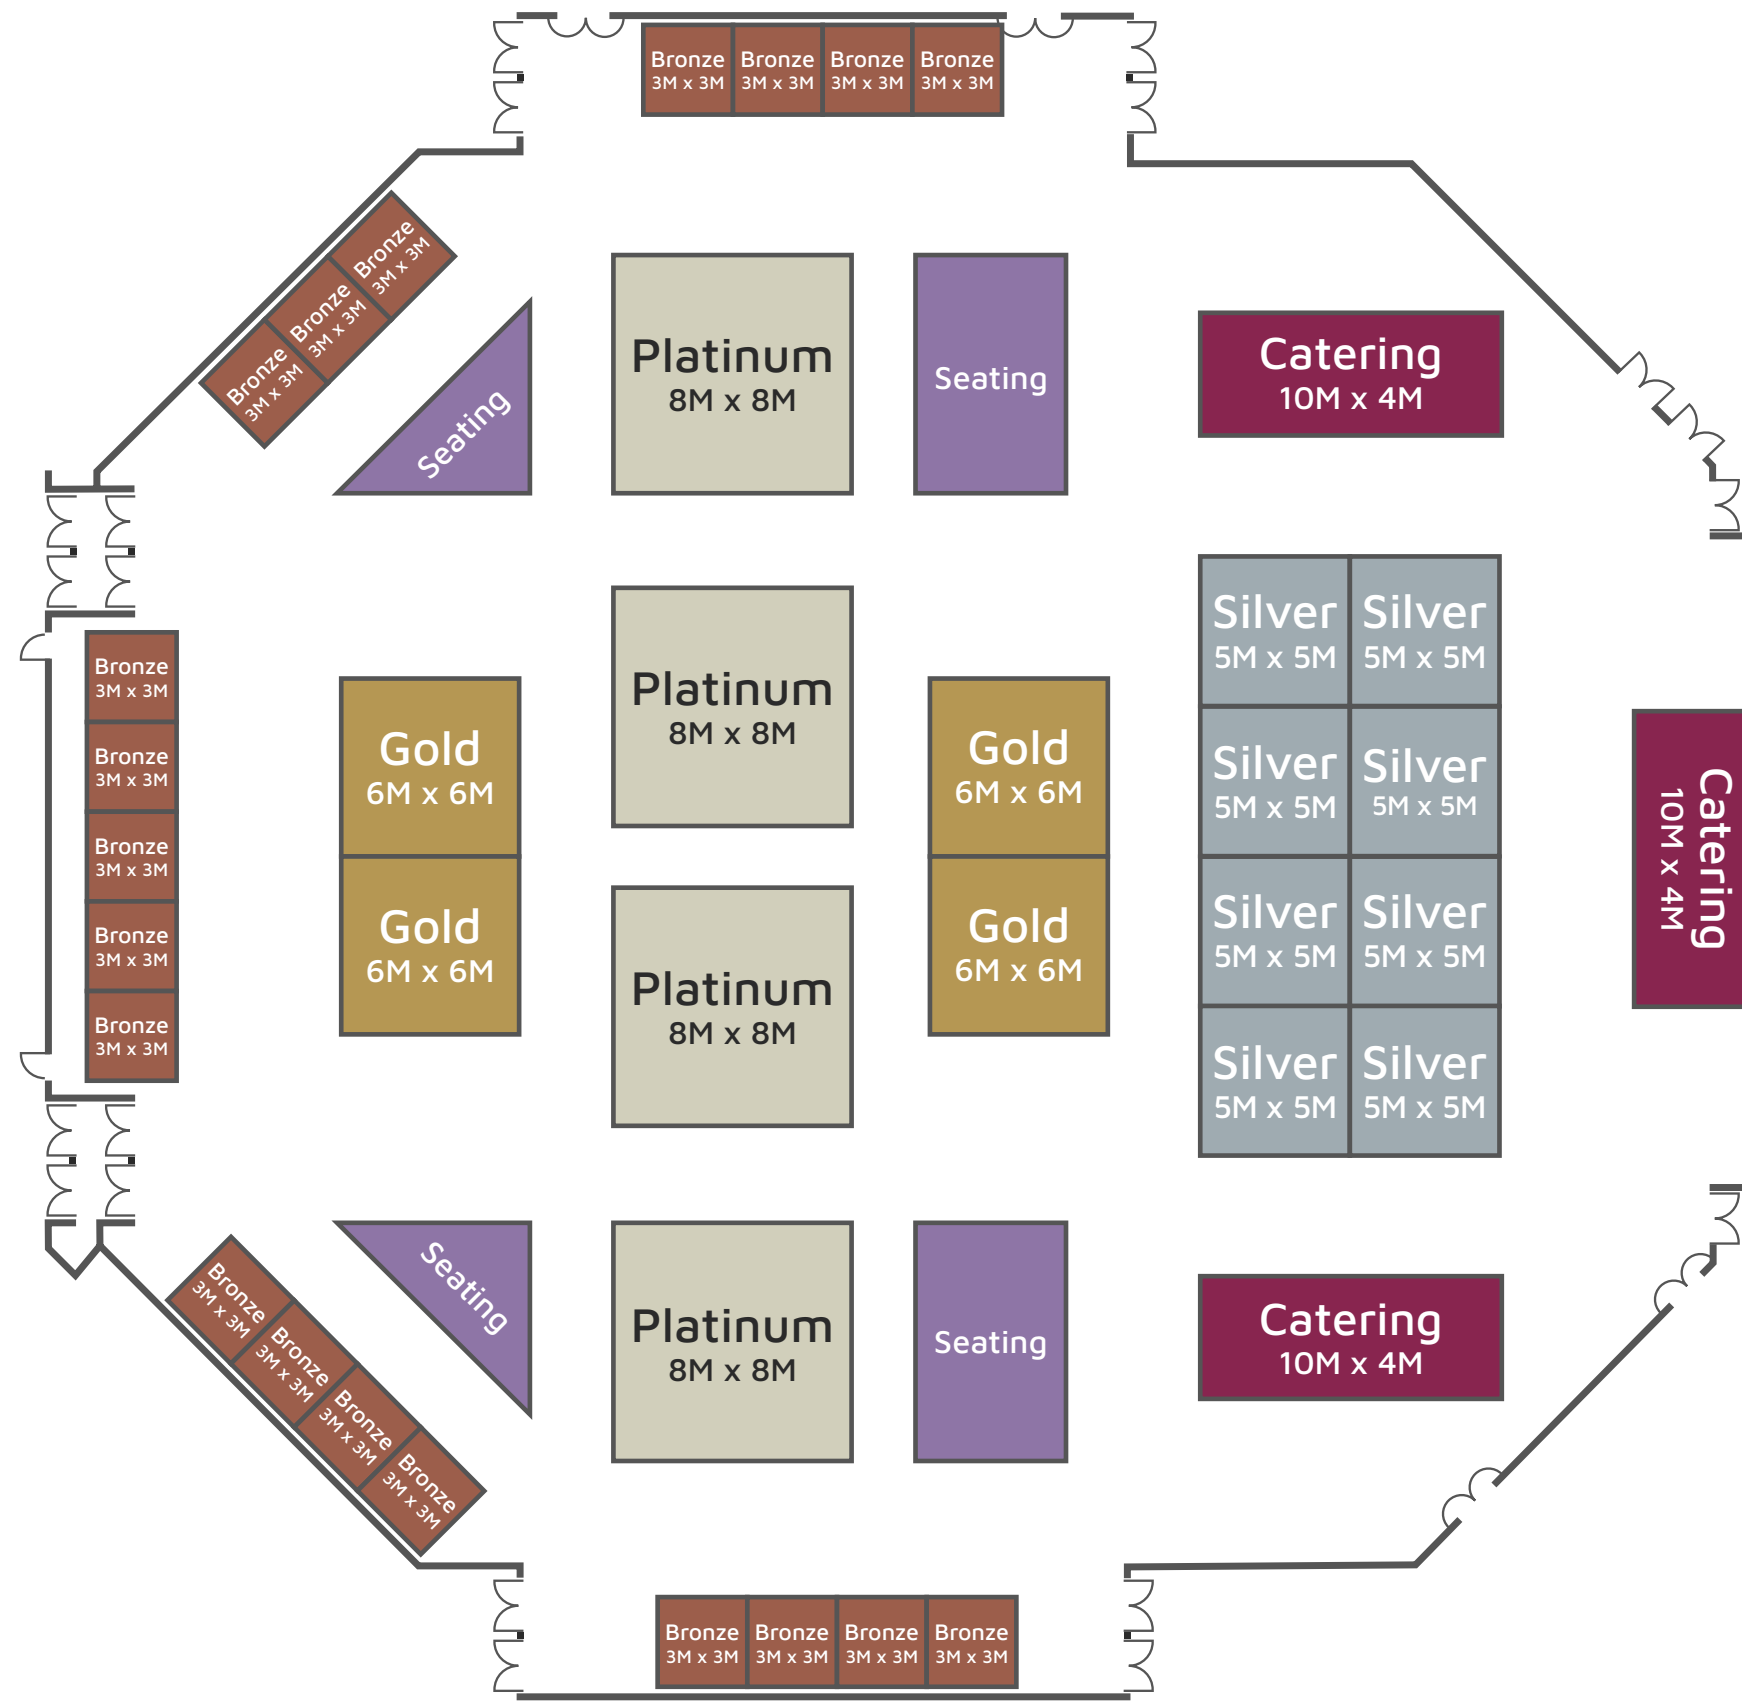 Bronze
3M x 3M
Bronze
3M x 3M
Bronze
3M x 3M
Bronze
3M x 3M
Bronze
3M x 3M
Bronze
3M x 3M
Bronze
3M x 3M
Seating
Platinum
8M x 8M
Seating
Catering
10M x 4M
Bronze
3M x 3M
Bronze
3M x 3M
Bronze
3M x 3M
Bronze
3M x 3M
Bronze
3M x 3M
Gold
6M x 6M
Gold
6M x 6M
Platinum
8M x 8M
Platinum
8M x 8M
Gold
6M x 6M
Gold
6M x 6M
Silver
5M x 5M
Silver
5M x 5M
Silver
5M x 5M
Silver
5M x 5M
Silver
5M x 5M
Silver
5M x 5M
Silver
5M x 5M
Silver
5M x 5M
Catering
10M x 4M
Bronze
3M x 3M
Bronze
3M x 3M
Bronze
3M x 3M
Bronze
3M x 3M
Seating
Platinum
8M x 8M
Seating
Catering
10M x 4M
Bronze
3M x 3M
Bronze
3M x 3M
Bronze
3M x 3M
Bronze
3M x 3M